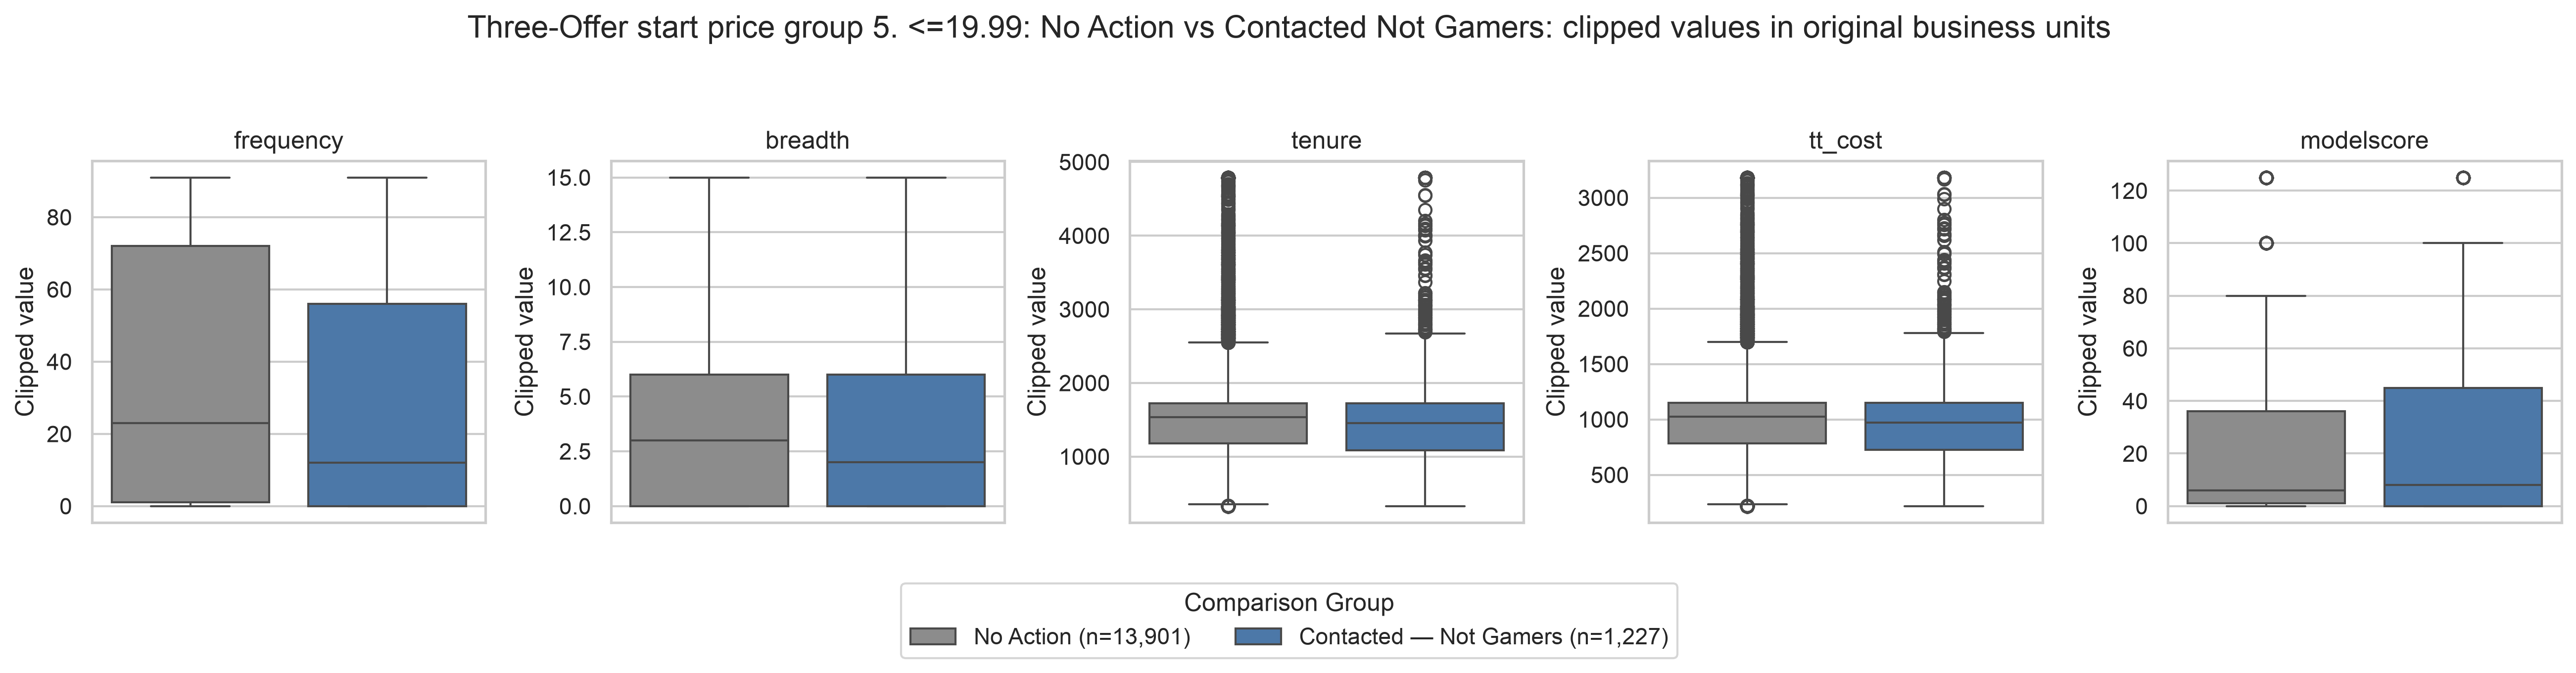 Three-Offer start price group 5. <=19.99: No Action vs Contacted Not Gamers: clipped values in original business units
frequency
Clipped value
80
60
40
20
0
breadth
Clipped value
15.0
12.5
10.0
7.5
5.0
2.5
0.0
tenure
Clipped value
5000
4000
3000
2000
1000
tt_cost
Clipped value
3000
2500
2000
1500
1000
500
modelscore
Clipped value
120
100
80
60
40
20
0
Comparison Group
No Action (n=13,901)
Contacted — Not Gamers (n=1,227)